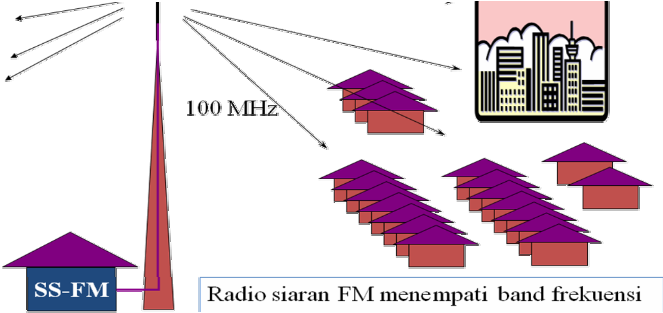 100 MHz
SS-FM
Radio siaran FM menempati band frekuensi